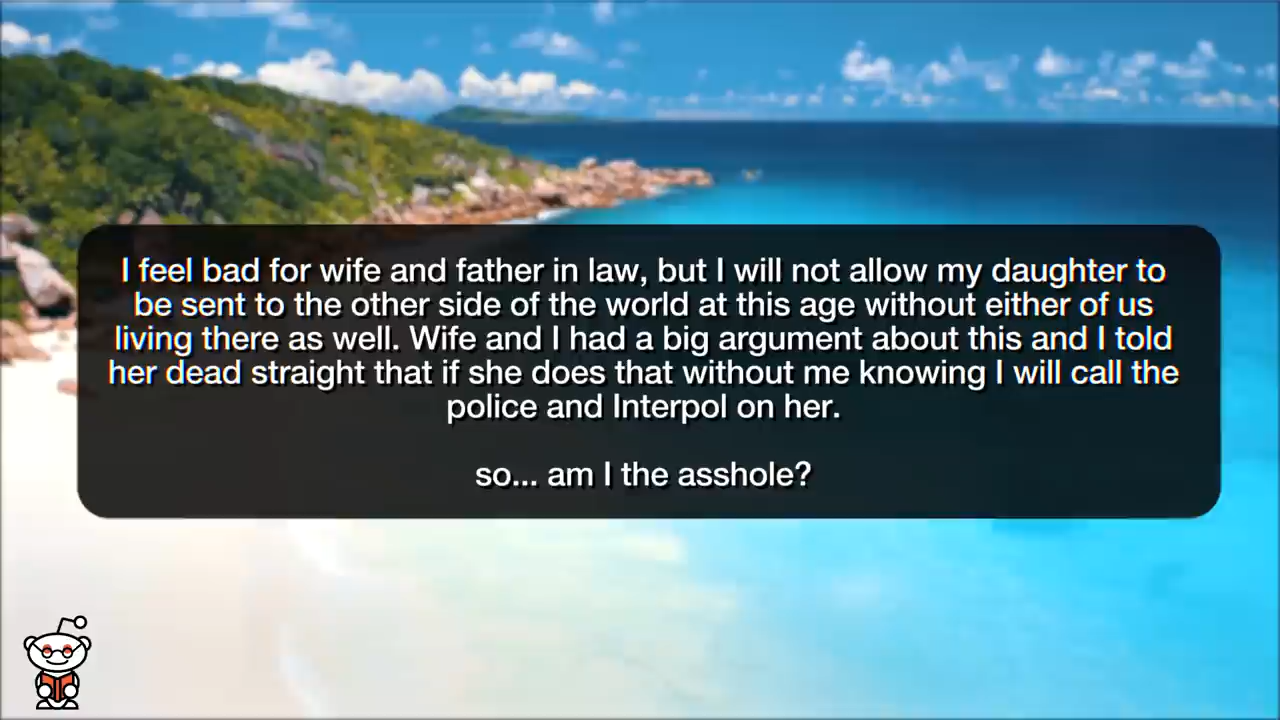 I feel bad for wife and father in law, but I will not allow my daughter to
be sent to the other side of the world at this age without either of us
living there as well. Wife and I had a big argument about this and I told
her dead straight that if she does that without me knowing I will call the
police and Interpol on her.
so... am I the asshole?